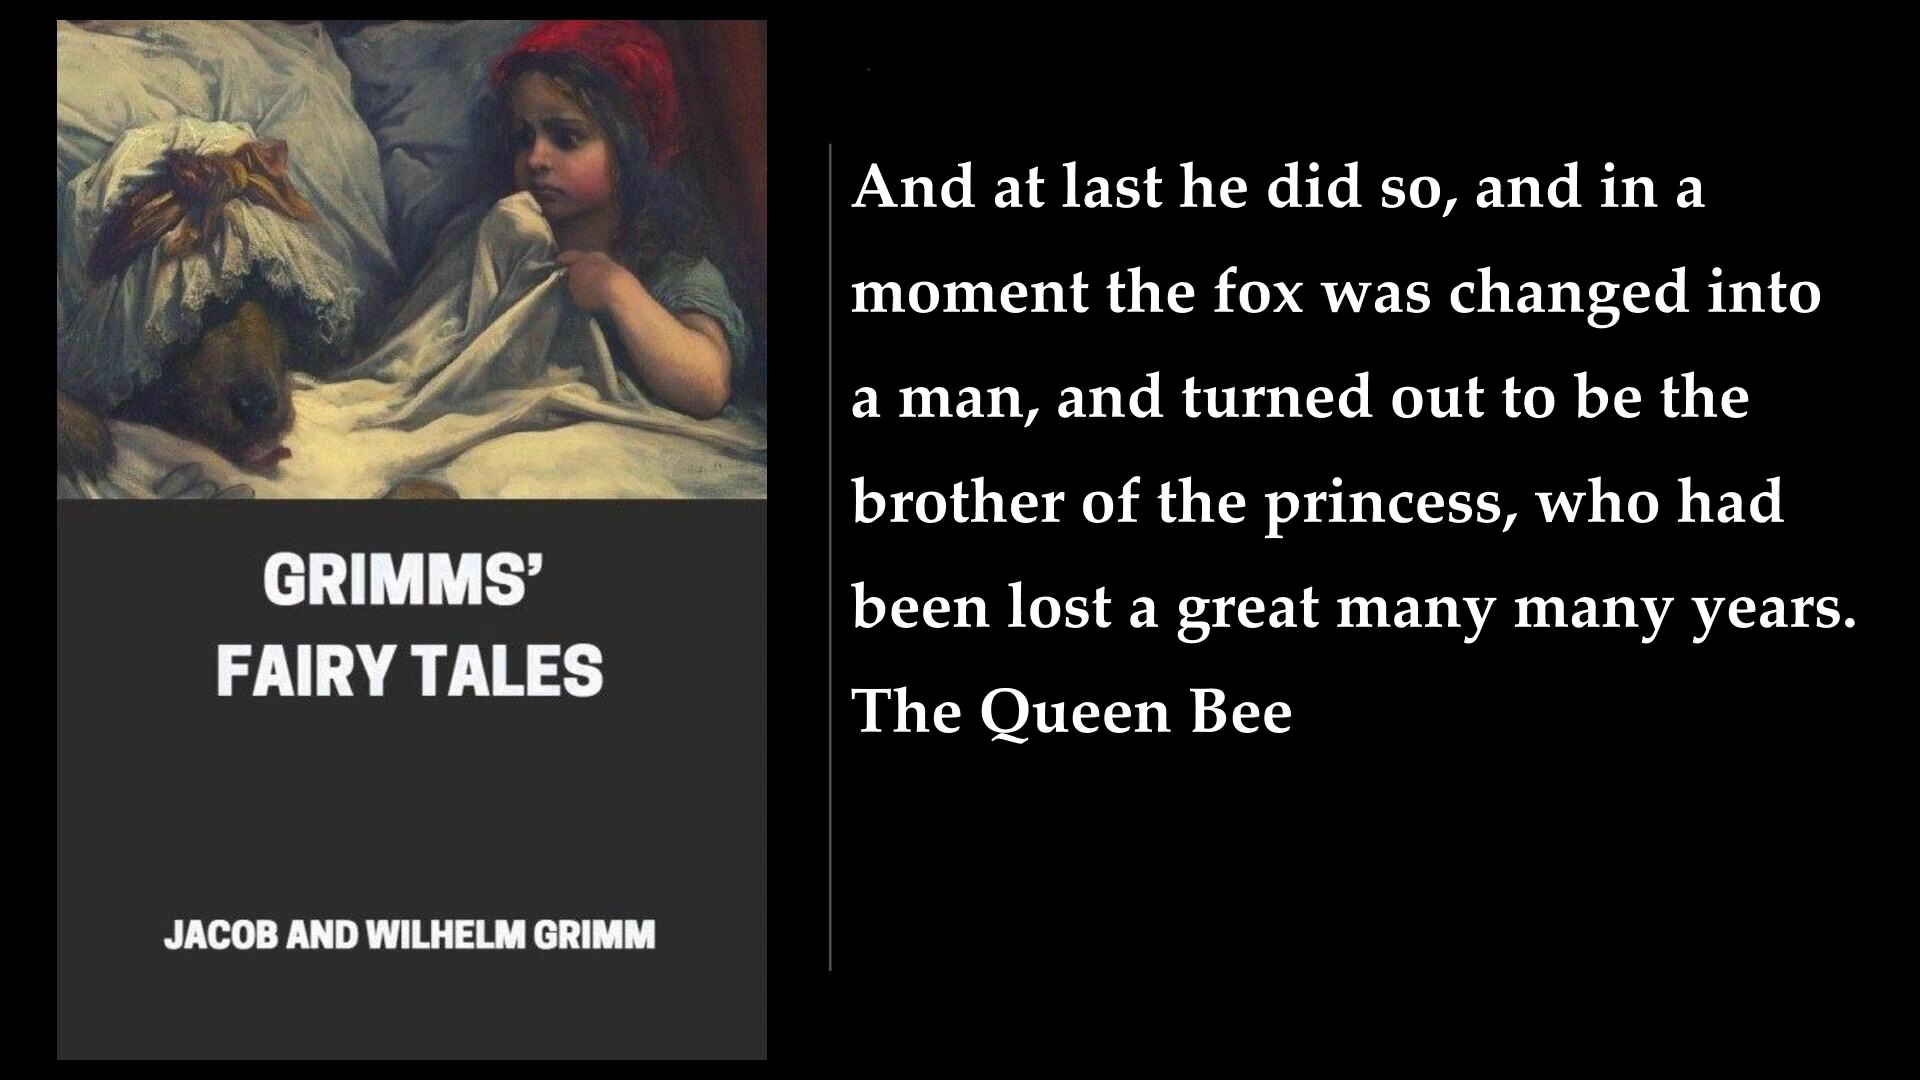 GRIMMS’
FAIRY TALES
JACOB AND WILHELM GRIMM
And at last he did so, and in a
moment the fox was changed into
a man, and turned out to be the
brother of the princess, who had
been lost a great many many years.
The Queen Bee